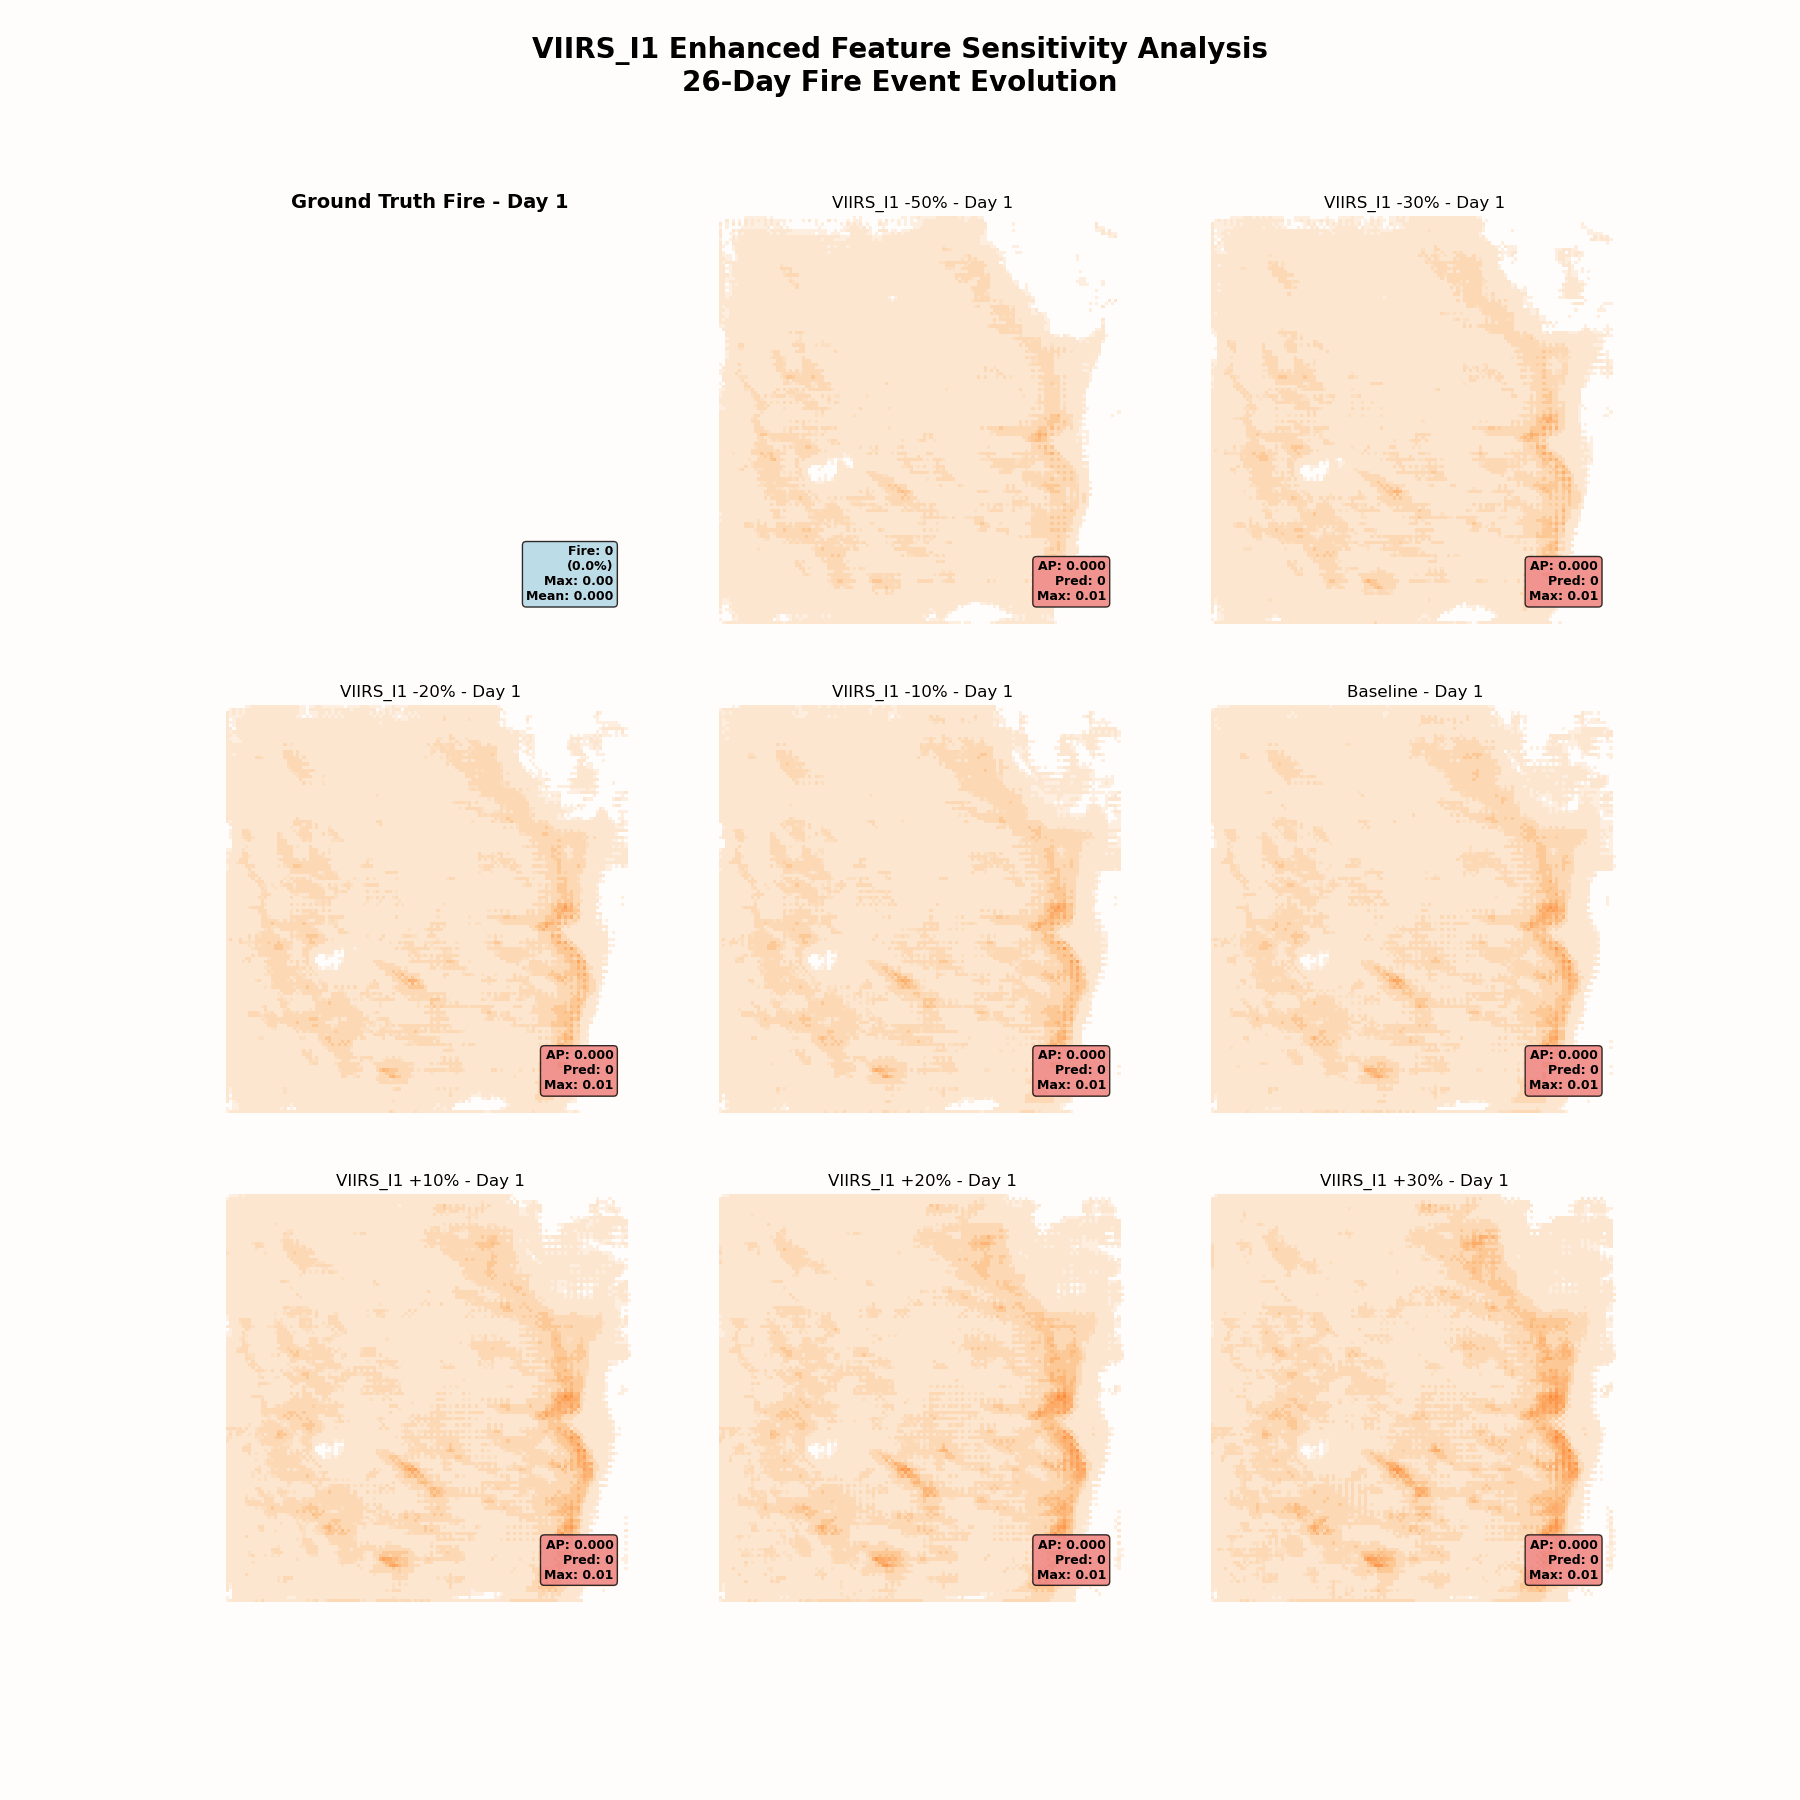 VIIRS_I1 Enhanced Feature Sensitivity Analysis
26-Day Fire Event Evolution
Ground Truth Fire - Day 1
Fire: 0
(0.0%)
Max: 0.00
Mean: 0.000
VIIRS_I1 -50% - Day 1
AP: 0.000
Pred: 0
Max: 0.01
VIIRS_I1 -30% - Day 1
AP: 0.000
Pred: 0
Max: 0.01
VIIRS_I1 -20% - Day 1
AP: 0.000
Pred: 0
Max: 0.01
VIIRS_I1 -10% - Day 1
AP: 0.000
Pred: 0
Max: 0.01
Baseline - Day 1
AP: 0.000
Pred: 0
Max: 0.01
VIIRS_I1 +10% - Day 1
AP: 0.000
Pred: 0
Max: 0.01
VIIRS_I1 +20% - Day 1
AP: 0.000
Pred: 0
Max: 0.01
VIIRS_I1 +30% - Day 1
AP: 0.000
Pred: 0
Max: 0.01